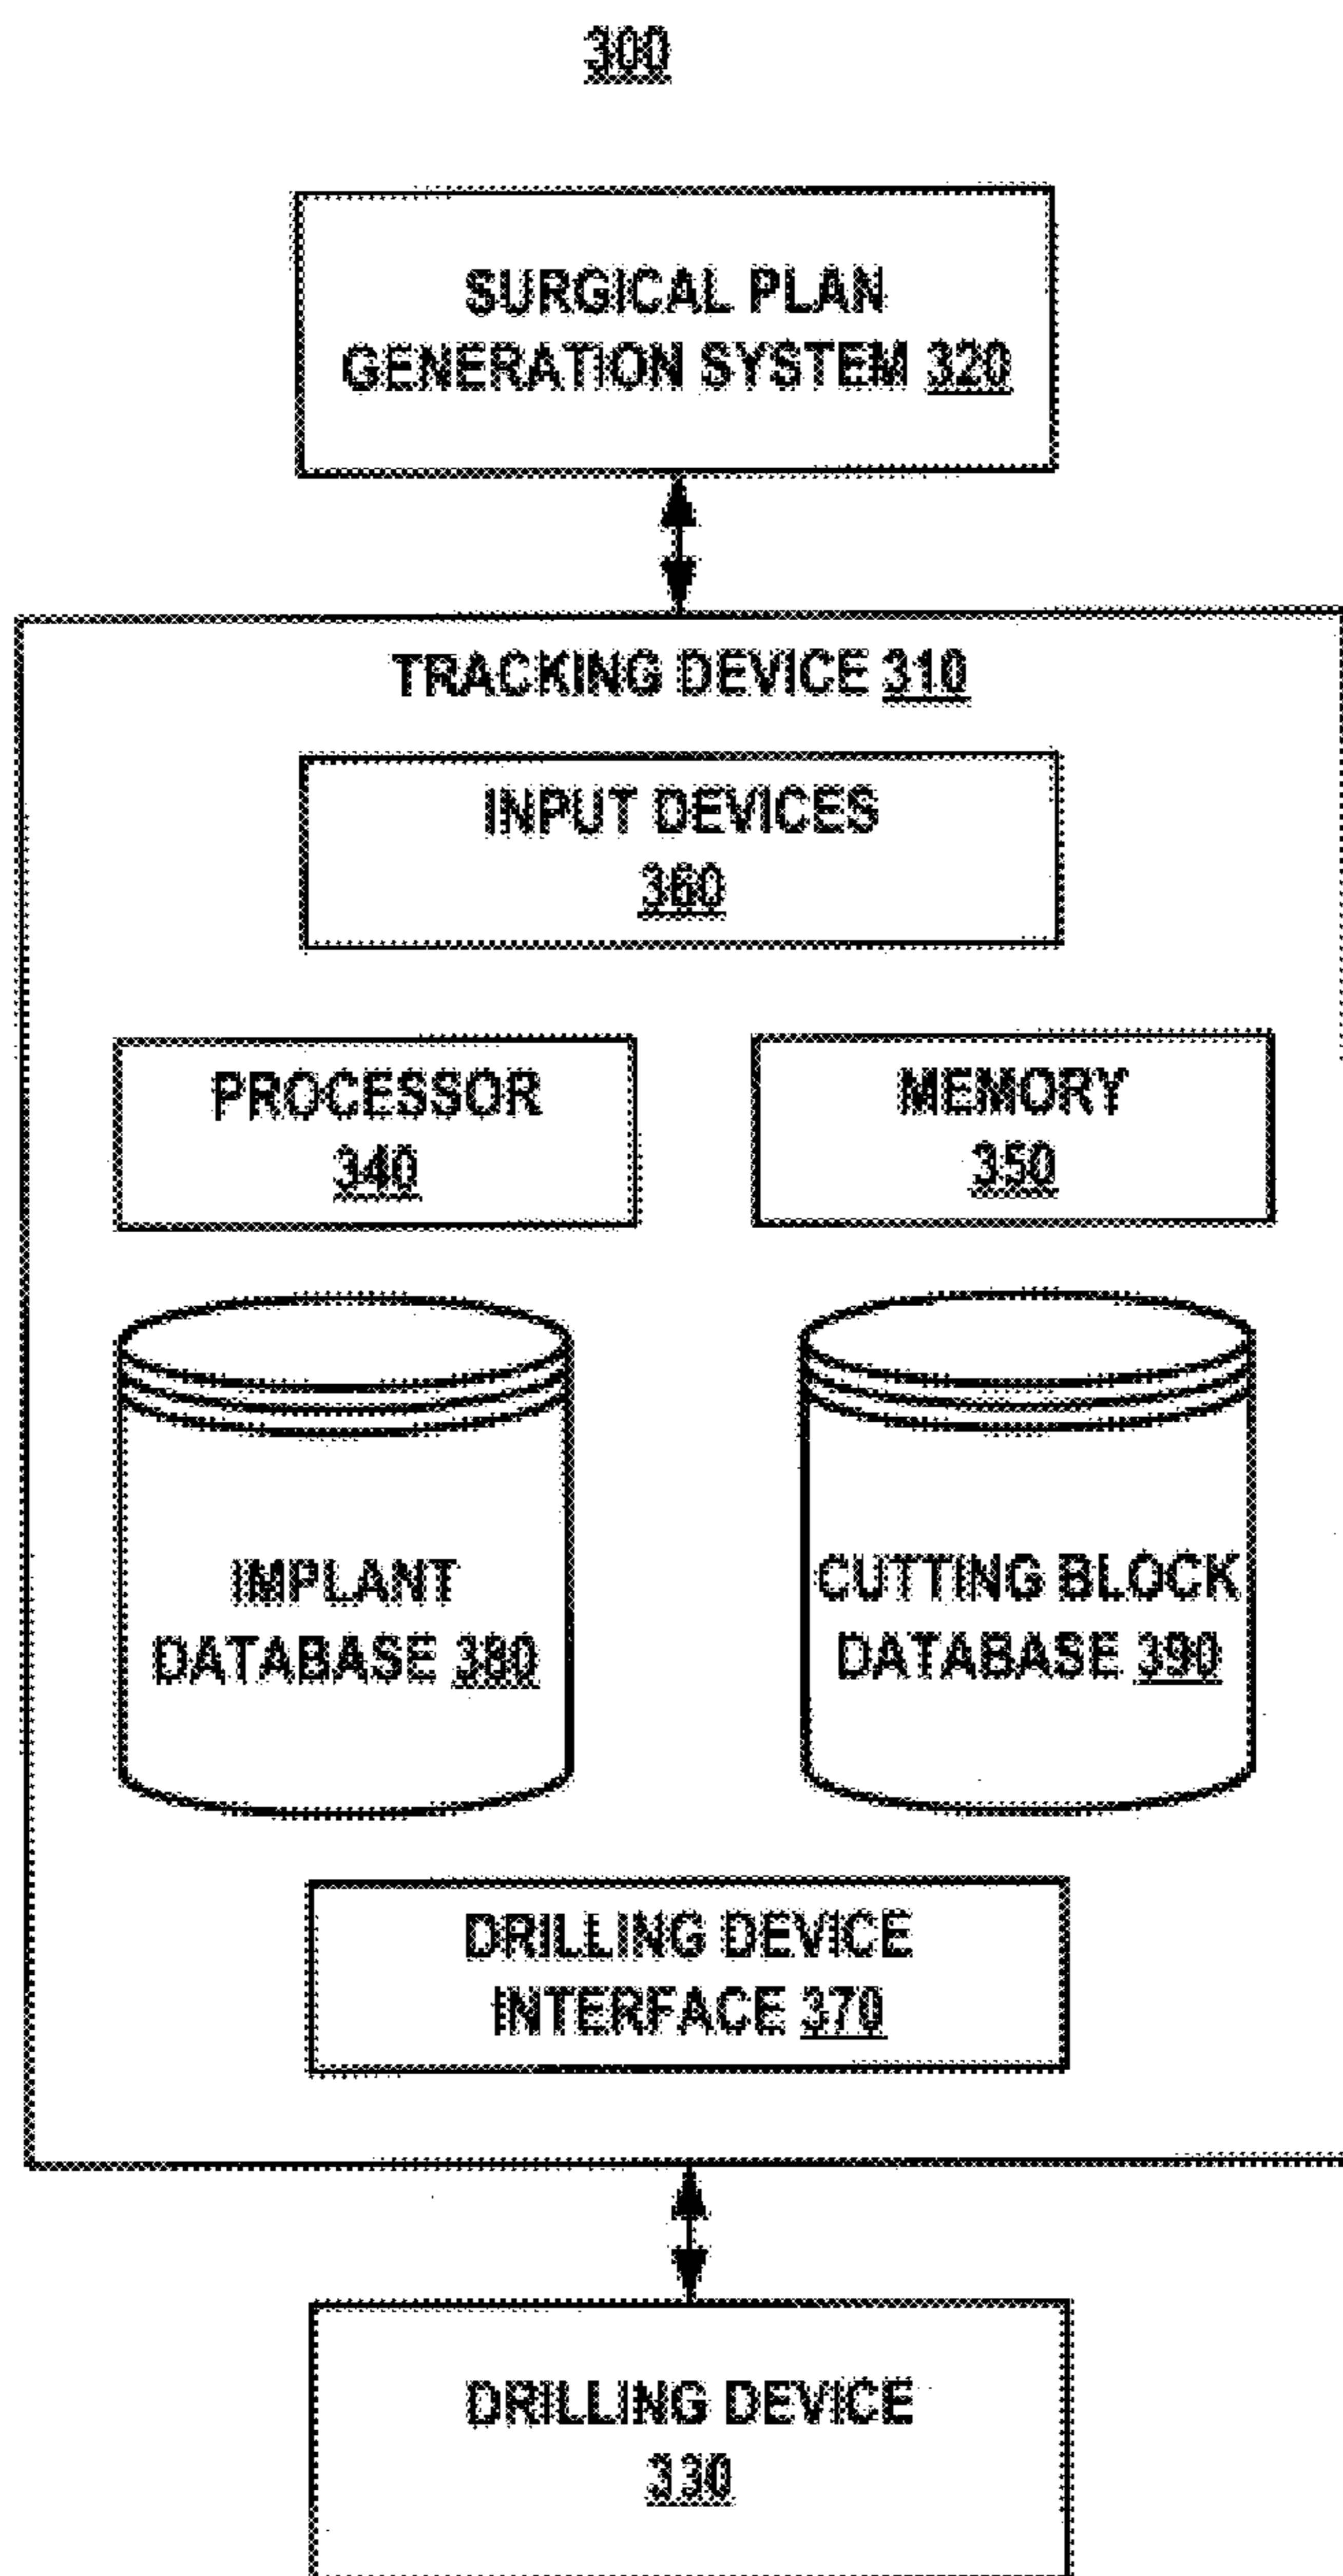 300
SURGICAL PLAN
GENERATION SYSTEM 320
TRACKING DEVICE 310
INPUT DEVICES
360
PROCESSOR
340
MEMORY
350
IMPLANT
DATABASE 380
CUTTING BLOCK
DATABASE 390
DRILLING DEVICE
INTERFACE 370
DRILLING DEVICE
330